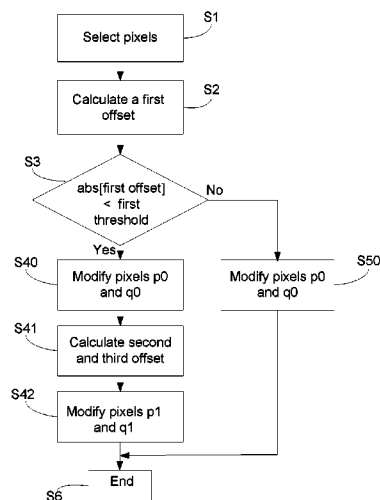 Select pixels
S1
Calculate a first
offset
S2
S3
abs[first offset]
< first
threshold
No
Yes
S40
Modify pixels p0
and q0
Modify pixels p0
and q0
S50
S41
Calculate second
and third offset
S42
Modify pixels p1
and q1
End
S6